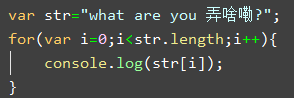 var str="what are you 弄啥嘞?";
for(var i=0;i<str.length;i++){
    console.log(str[i]);
}